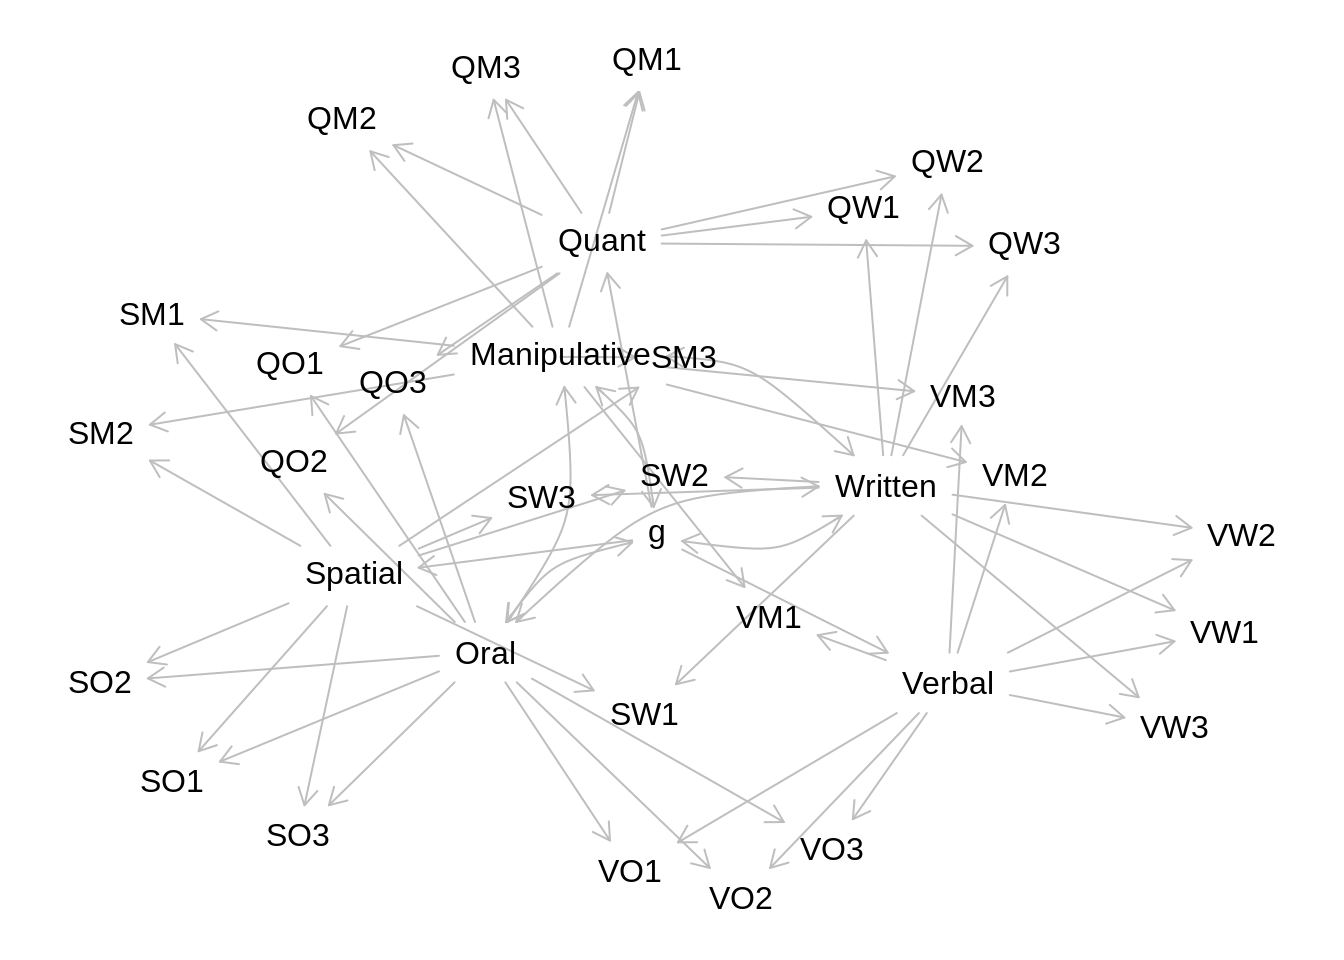 QM1
QM3
QM2
QW2
QW1
Quant
QW3
SM1
Manipulative
SM3
QO1
QO3
VM3
SM2
QO2
SW2
VM2
Written
SW3
g
VW2
Spatial
VM1
VW1
Oral
SO2
Verbal
SW1
VW3
SO1
SO3
VO3
VO1
VO2